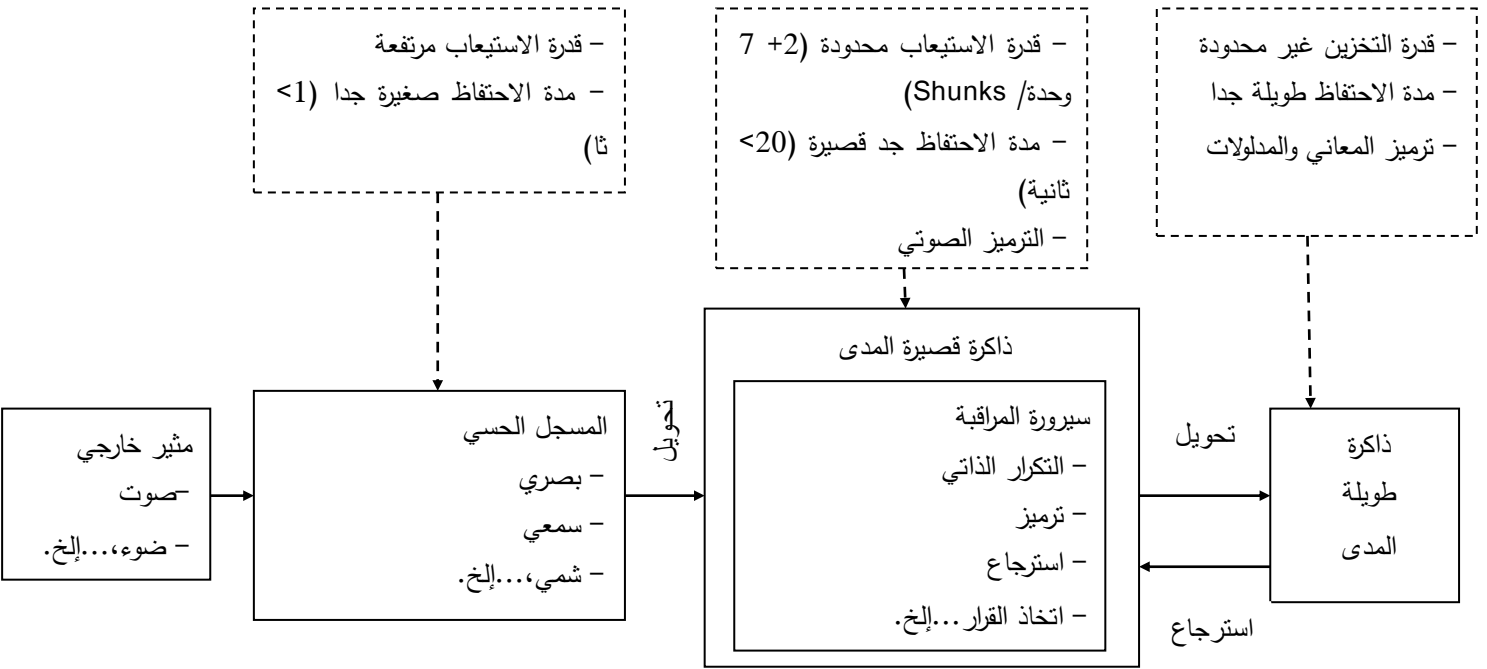 - قدرة الاستيعاب مرتفعة
- مدة الاحتفاظ صغيرة جدا (1>
ثا)
- قدرة الاستيعاب محدودة (2+ 7
وحدة/ Shunks)
- مدة الاحتفاظ جد قصيرة (20>
ثانية)
- الترميز الصوتي
- قدرة التخزين غير محدودة
- مدة الاحتفاظ طويلة جدا
- ترميز المعاني والمدلولات
مثير خارجي
-صوت
- ضوء،...إلخ.
المسجل الحسي
- بصري
- سمعي
- شمي،...إلخ.
تحويل
ذاكرة قصيرة المدى
سيرورة المراقبة
- التكرار الذاتي
- ترميز
- استرجاع
- اتخاذ القرار...إلخ.
تحويل
استرجاع
ذاكرة
طويلة
المدى